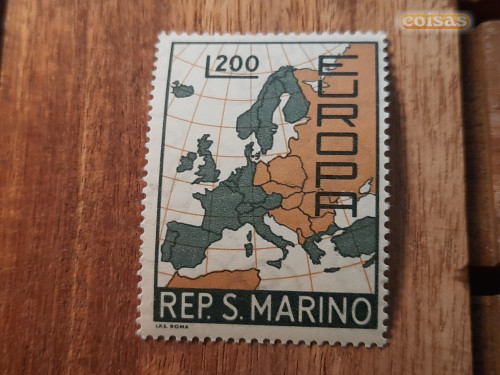 coisas
L200
EUROPA
REP. S. MARINO
I.P.S. ROMA